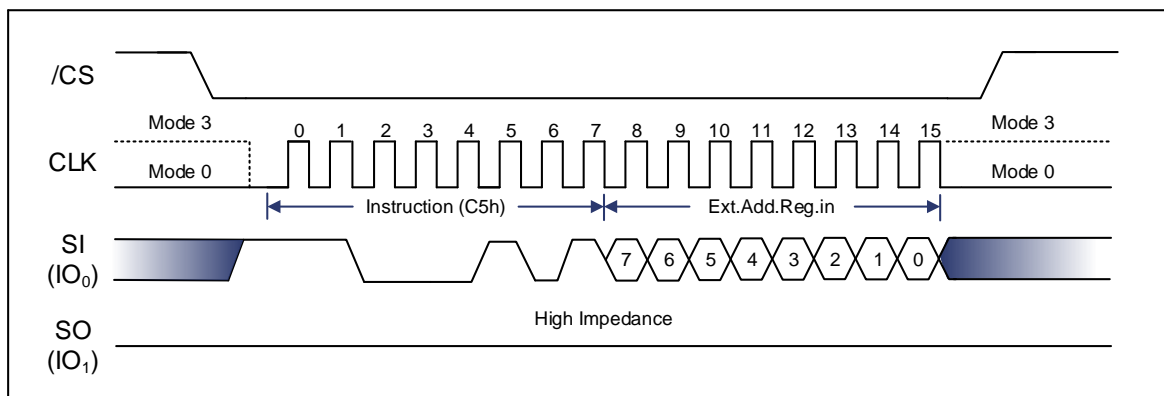 /CS
Mode 3
Mode 3
0 1 2 3 4 5 6 7 8 9 10 11 12 13 14 15
CLK
Mode 0
Mode 0
Instruction (C5h)
Ext.Add.Reg.in
SI
(IO₀)
7 6 5 4 3 2 1 0
High Impedance
SO
(IO₁)